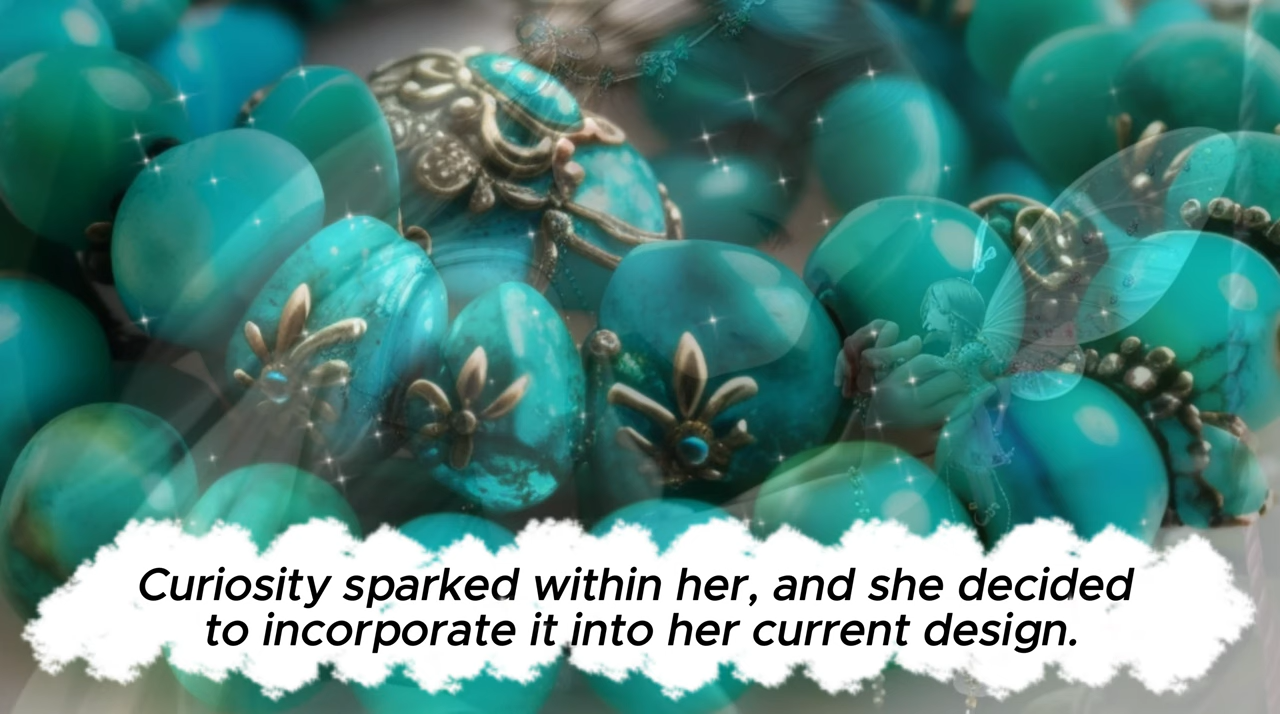 Curiosity sparked within her, and she decided
to incorporate it into her current design.